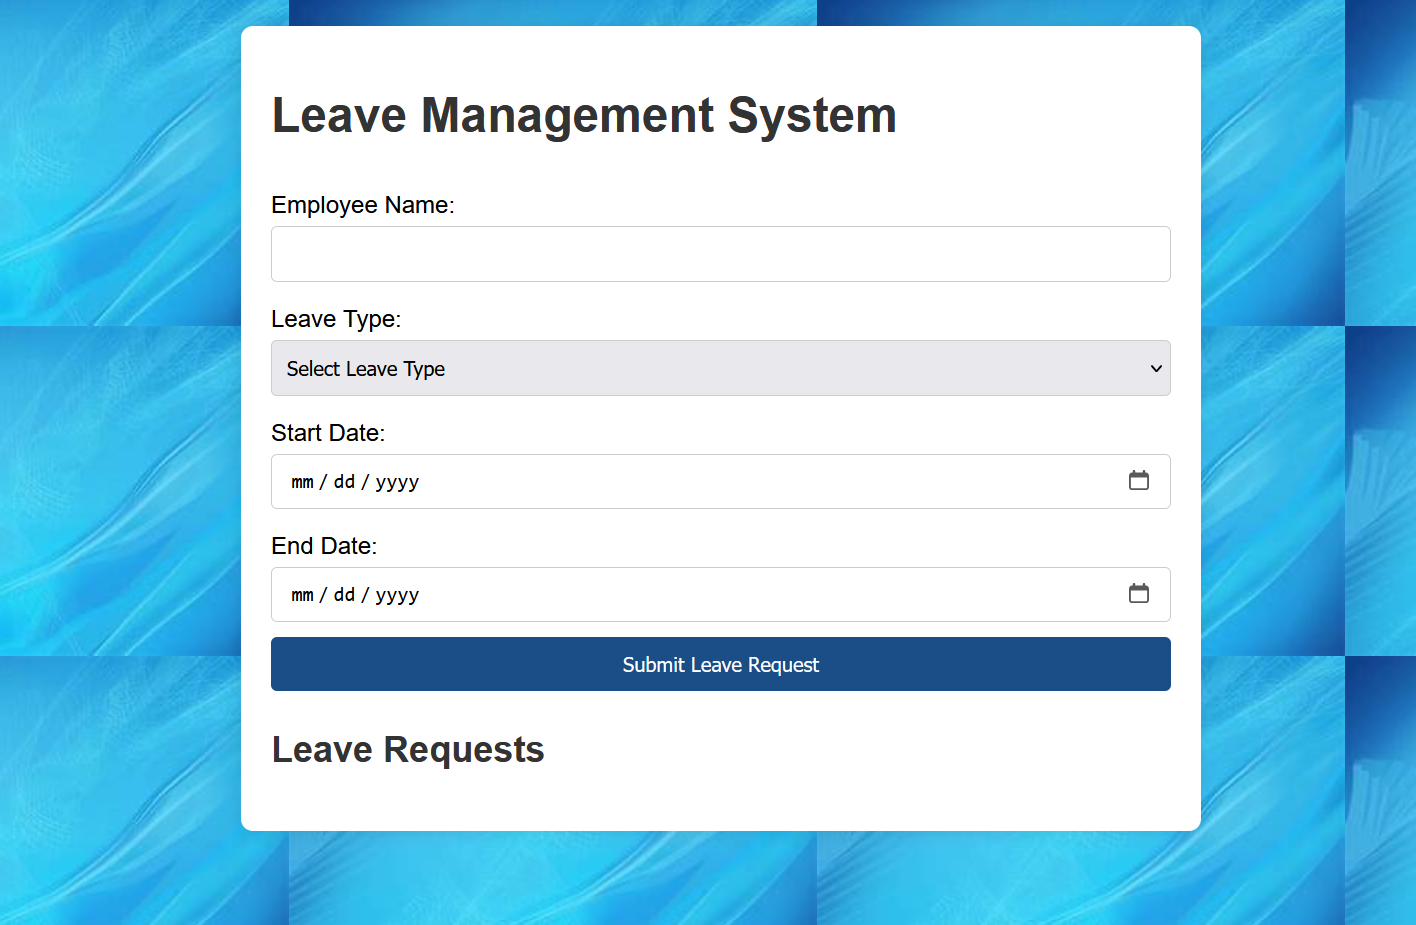 Leave Management System
Employee Name:
Leave Type:
Select Leave Type
Start Date:
mm / dd / yyyy
End Date:
mm / dd / yyyy
Submit Leave Request
Leave Requests